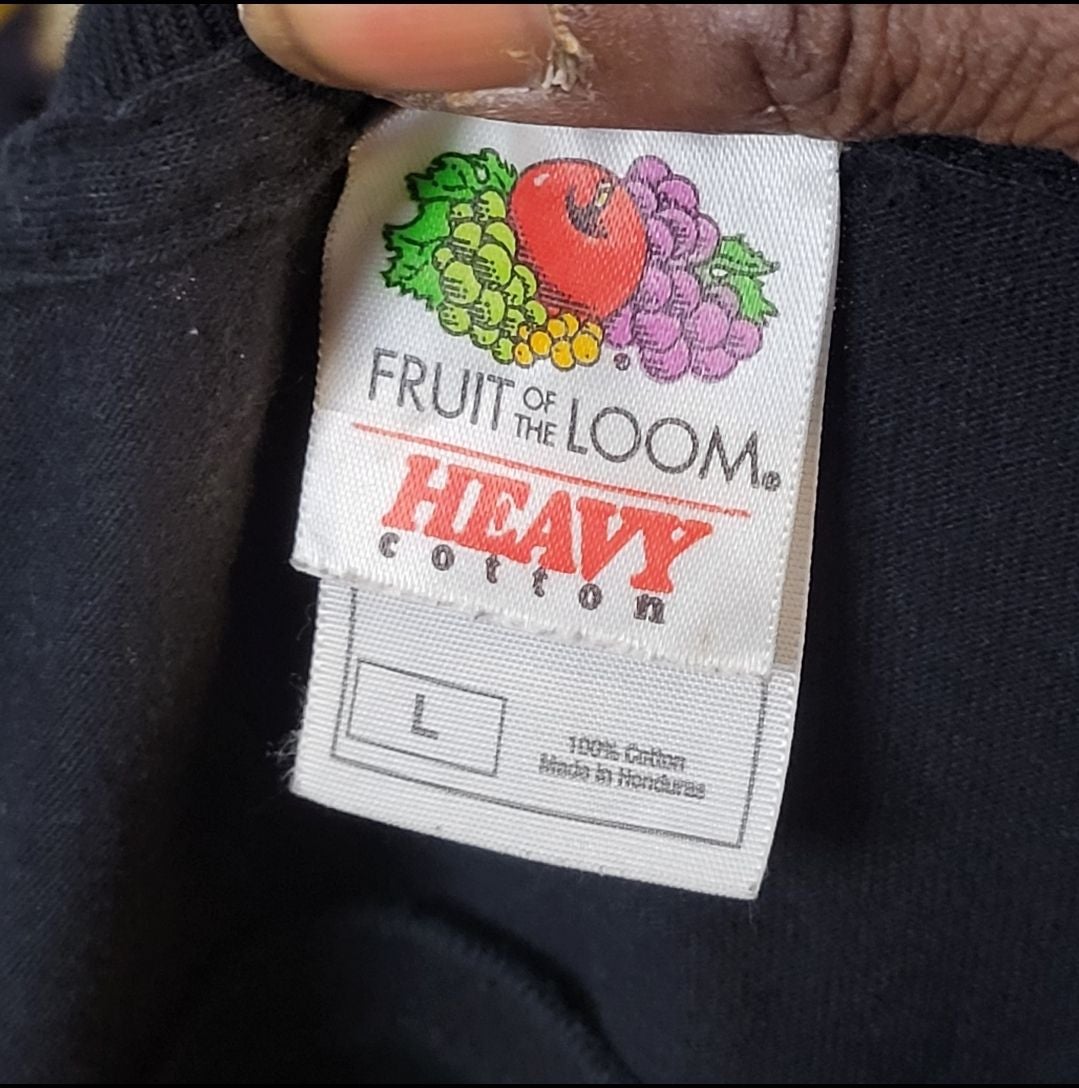 FRUIT OF THE LOOM®
HEAVY
cotton
L
100% Cotton
Made in Honduras